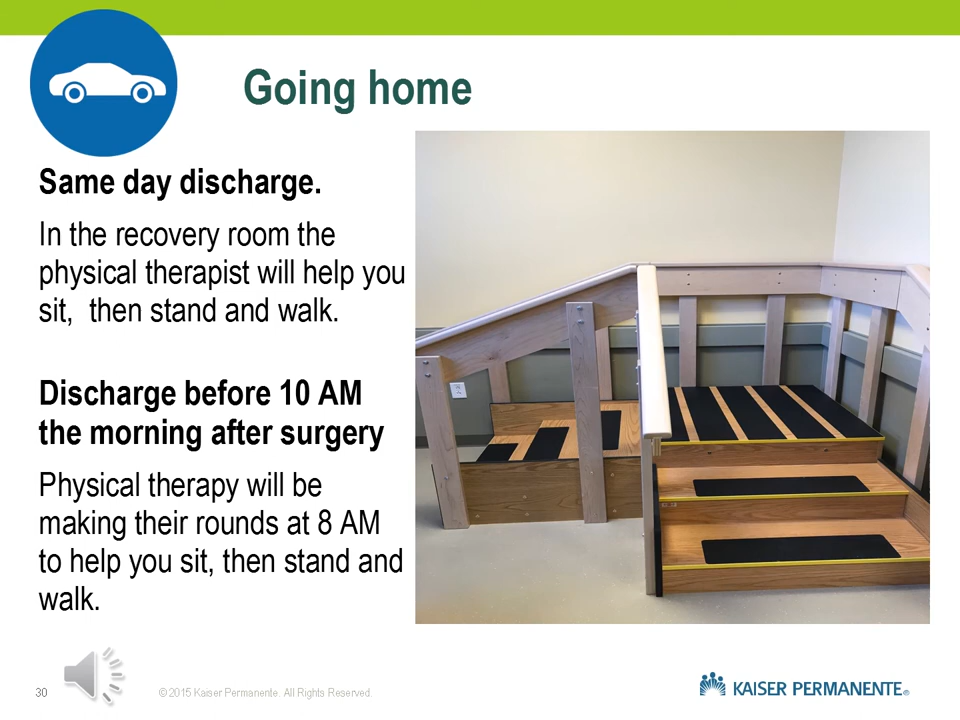 Going home
Same day discharge.
In the recovery room the
physical therapist will help you
sit,  then stand and walk.
Discharge before 10 AM
the morning after surgery
Physical therapy will be
making their rounds at 8 AM
to help you sit, then stand and
walk.
30
© 2015 Kaiser Permanente. All Rights Reserved.
KAISER PERMANENTE®